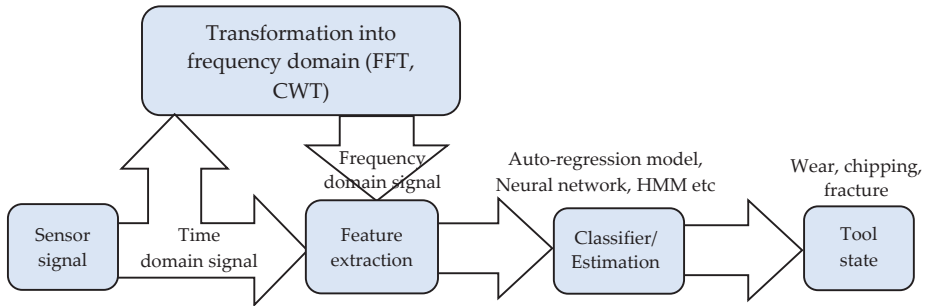 Transformation into
frequency domain (FFT,
CWT)
Frequency
domain signal
Auto-regression model,
Neural network, HMM etc
Wear, chipping,
fracture
Sensor
signal
Time
domain signal
Feature
extraction
Classifier/
Estimation
Tool
state